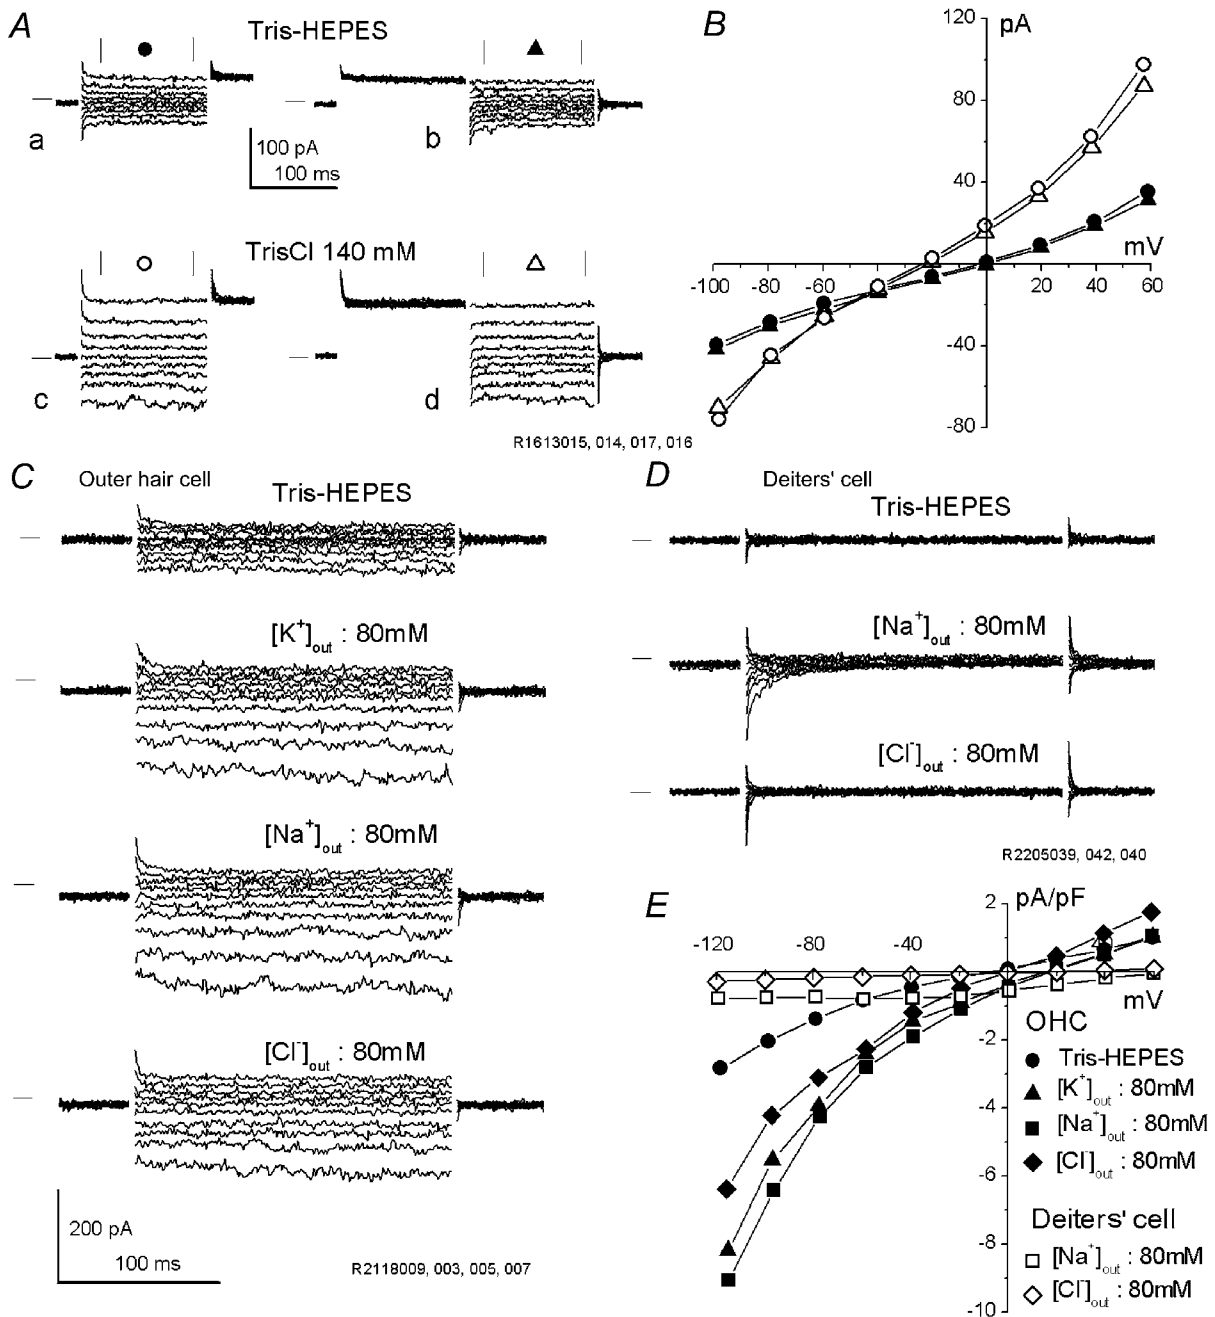 A
Tris-HEPES
a
b
100 pA
100 ms
TrisCl 140 mM
c
d
R1613015, 014, 017, 016
B
pA
120
80
40
-40
-80
mV
-100 -80 -60 -40 20 40 60
C
Outer hair cell
Tris-HEPES
[K+]out : 80mM
[Na+]out : 80mM
[Cl-]out : 80mM
200 pA
100 ms
R2118009, 003, 005, 007
D
Deiters' cell
Tris-HEPES
[Na+]out : 80mM
[Cl-]out : 80mM
R2205039, 042, 040
E
pA/pF
2
-120 -80 -40
mV
-2
-4
-6
-8
-10
OHC
Tris-HEPES
[K+]out : 80mM
[Na+]out : 80mM
[Cl-]out : 80mM
Deiters' cell
[Na+]out : 80mM
[Cl-]out : 80mM